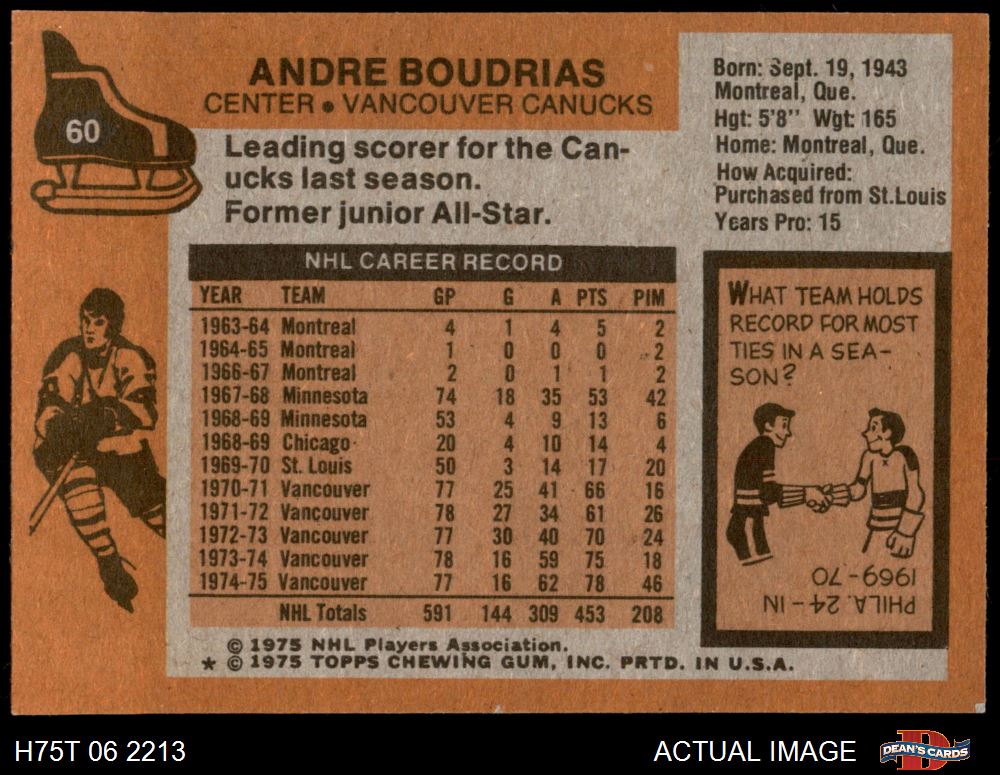 60
ANDRE BOUDRIAS
CENTER • VANCOUVER CANUCKS
Leading scorer for the Can-
ucks last season.
Former junior All-Star.
Born: Sept. 19, 1943
Montreal, Que.
Hgt: 5'8'' Wgt: 165
Home: Montreal, Que.
How Acquired:
Purchased from St.Louis
Years Pro: 15
NHL CAREER RECORD
YEAR TEAM GP G A PTS PIM
1963-64 Montreal 4 1 4 5 2
1964-65 Montreal 1 0 0 0 2
1966-67 Montreal 2 0 1 1 2
1967-68 Minnesota 74 18 35 53 42
1968-69 Minnesota 53 4 9 13 6
1968-69 Chicago 20 4 10 14 4
1969-70 St. Louis 50 3 14 17 20
1970-71 Vancouver 77 25 41 66 16
1971-72 Vancouver 78 27 34 61 26
1972-73 Vancouver 77 30 40 70 24
1973-74 Vancouver 78 16 59 75 18
1974-75 Vancouver 77 16 62 78 46
NHL Totals 591 144 309 453 208
WHAT TEAM HOLDS
RECORD FOR MOST
TIES IN A SEA-
SON?
PHILA. 24-IN
1969-70
© 1975 NHL Players Association.
★ © 1975 TOPPS CHEWING GUM, INC. PRTD. IN U.S.A.
H75T 06 2213
ACTUAL IMAGE
D
DEAN'S CARDS